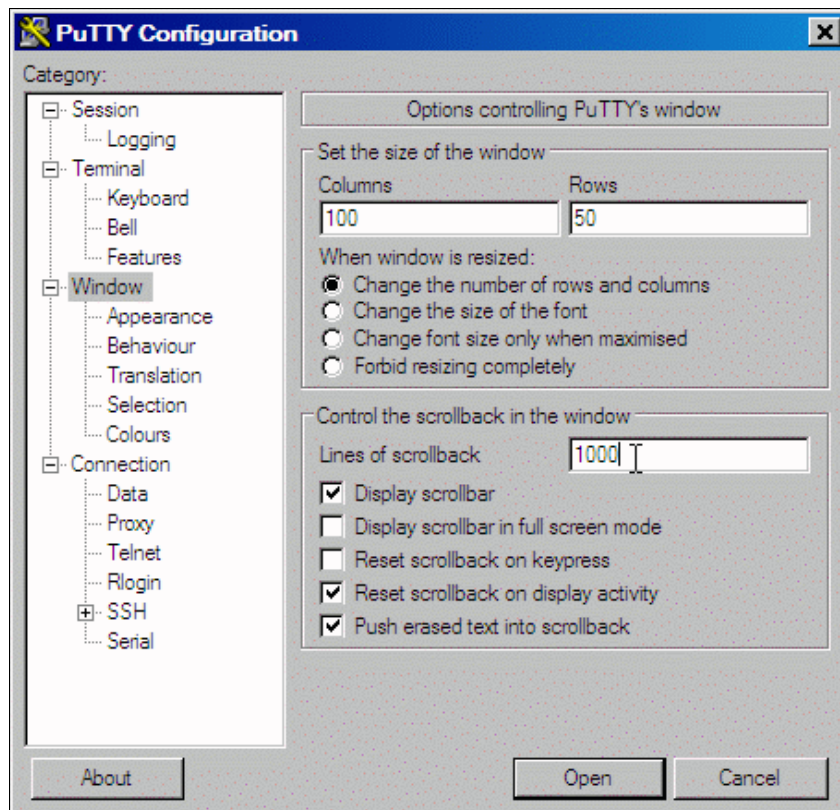 PuTTY Configuration
Category:
Session
Logging
Terminal
Keyboard
Bell
Features
Window
Appearance
Behaviour
Translation
Selection
Colours
Connection
Data
Proxy
Telnet
Rlogin
SSH
Serial
Options controlling PuTTY's window
Set the size of the window
Columns Rows
100 50
When window is resized:
Change the number of rows and columns
Change the size of the font
Change font size only when maximised
Forbid resizing completely
Control the scrollback in the window
Lines of scrollback 1000
Display scrollbar
Display scrollbar in full screen mode
Reset scrollback on keypress
Reset scrollback on display activity
Push erased text into scrollback
About Open Cancel